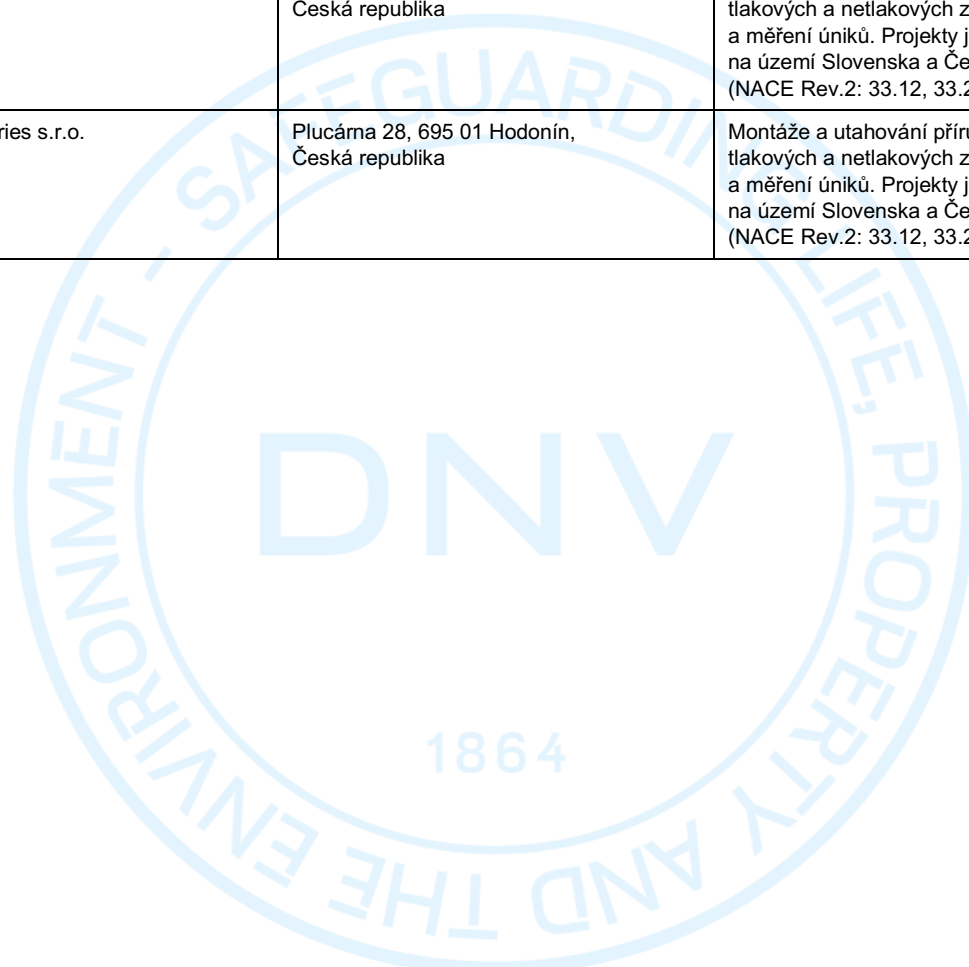 Česká republika
tlakových a netlakových z
a měření úniků. Projekty j
na území Slovenska a Če
(NACE Rev.2: 33.12, 33.2
ries s.r.o.
Plucárna 28, 695 01 Hodonín,
Česká republika
Montáže a utahování příru
tlakových a netlakových z
a měření úniků. Projekty j
na území Slovenska a Če
(NACE Rev.2: 33.12, 33.2
SAFEGUARDING LIFE, PROPERTY AND THE ENVIRONMENT -
DNV
1864